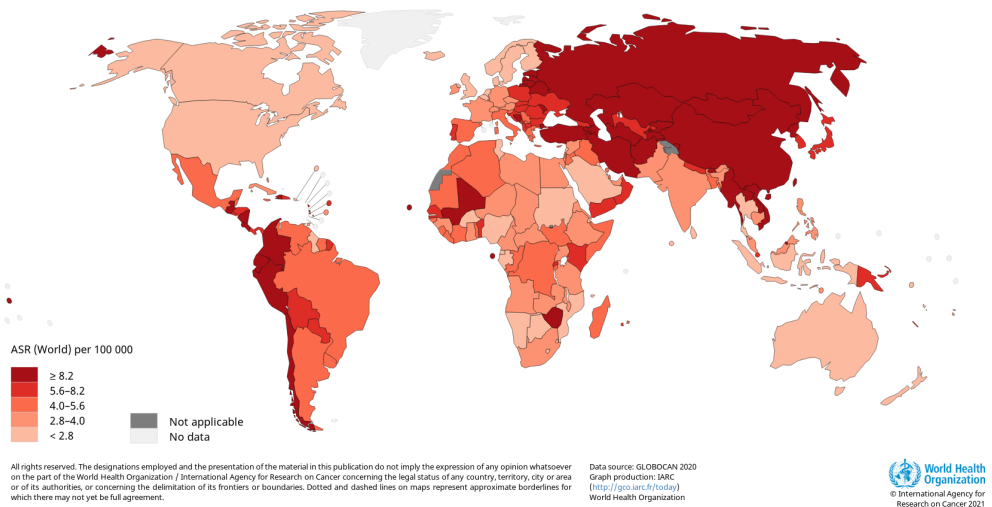 ASR (World) per 100 000
≥ 8.2
5.6–8.2
4.0–5.6
2.8–4.0
< 2.8
Not applicable
No data
All rights reserved. The designations employed and the presentation of the material in this publication do not imply the expression of any opinion whatsoever
on the part of the World Health Organization / International Agency for Research on Cancer concerning the legal status of any country, territory, city or area
or of its authorities, or concerning the delimitation of its frontiers or boundaries. Dotted and dashed lines on maps represent approximate borderlines for
which there may not yet be full agreement.
Data source: GLOBOCAN 2020
Graph production: IARC
(http://gco.iarc.fr/today)
World Health Organization
World Health
Organization
© International Agency for
Research on Cancer 2021